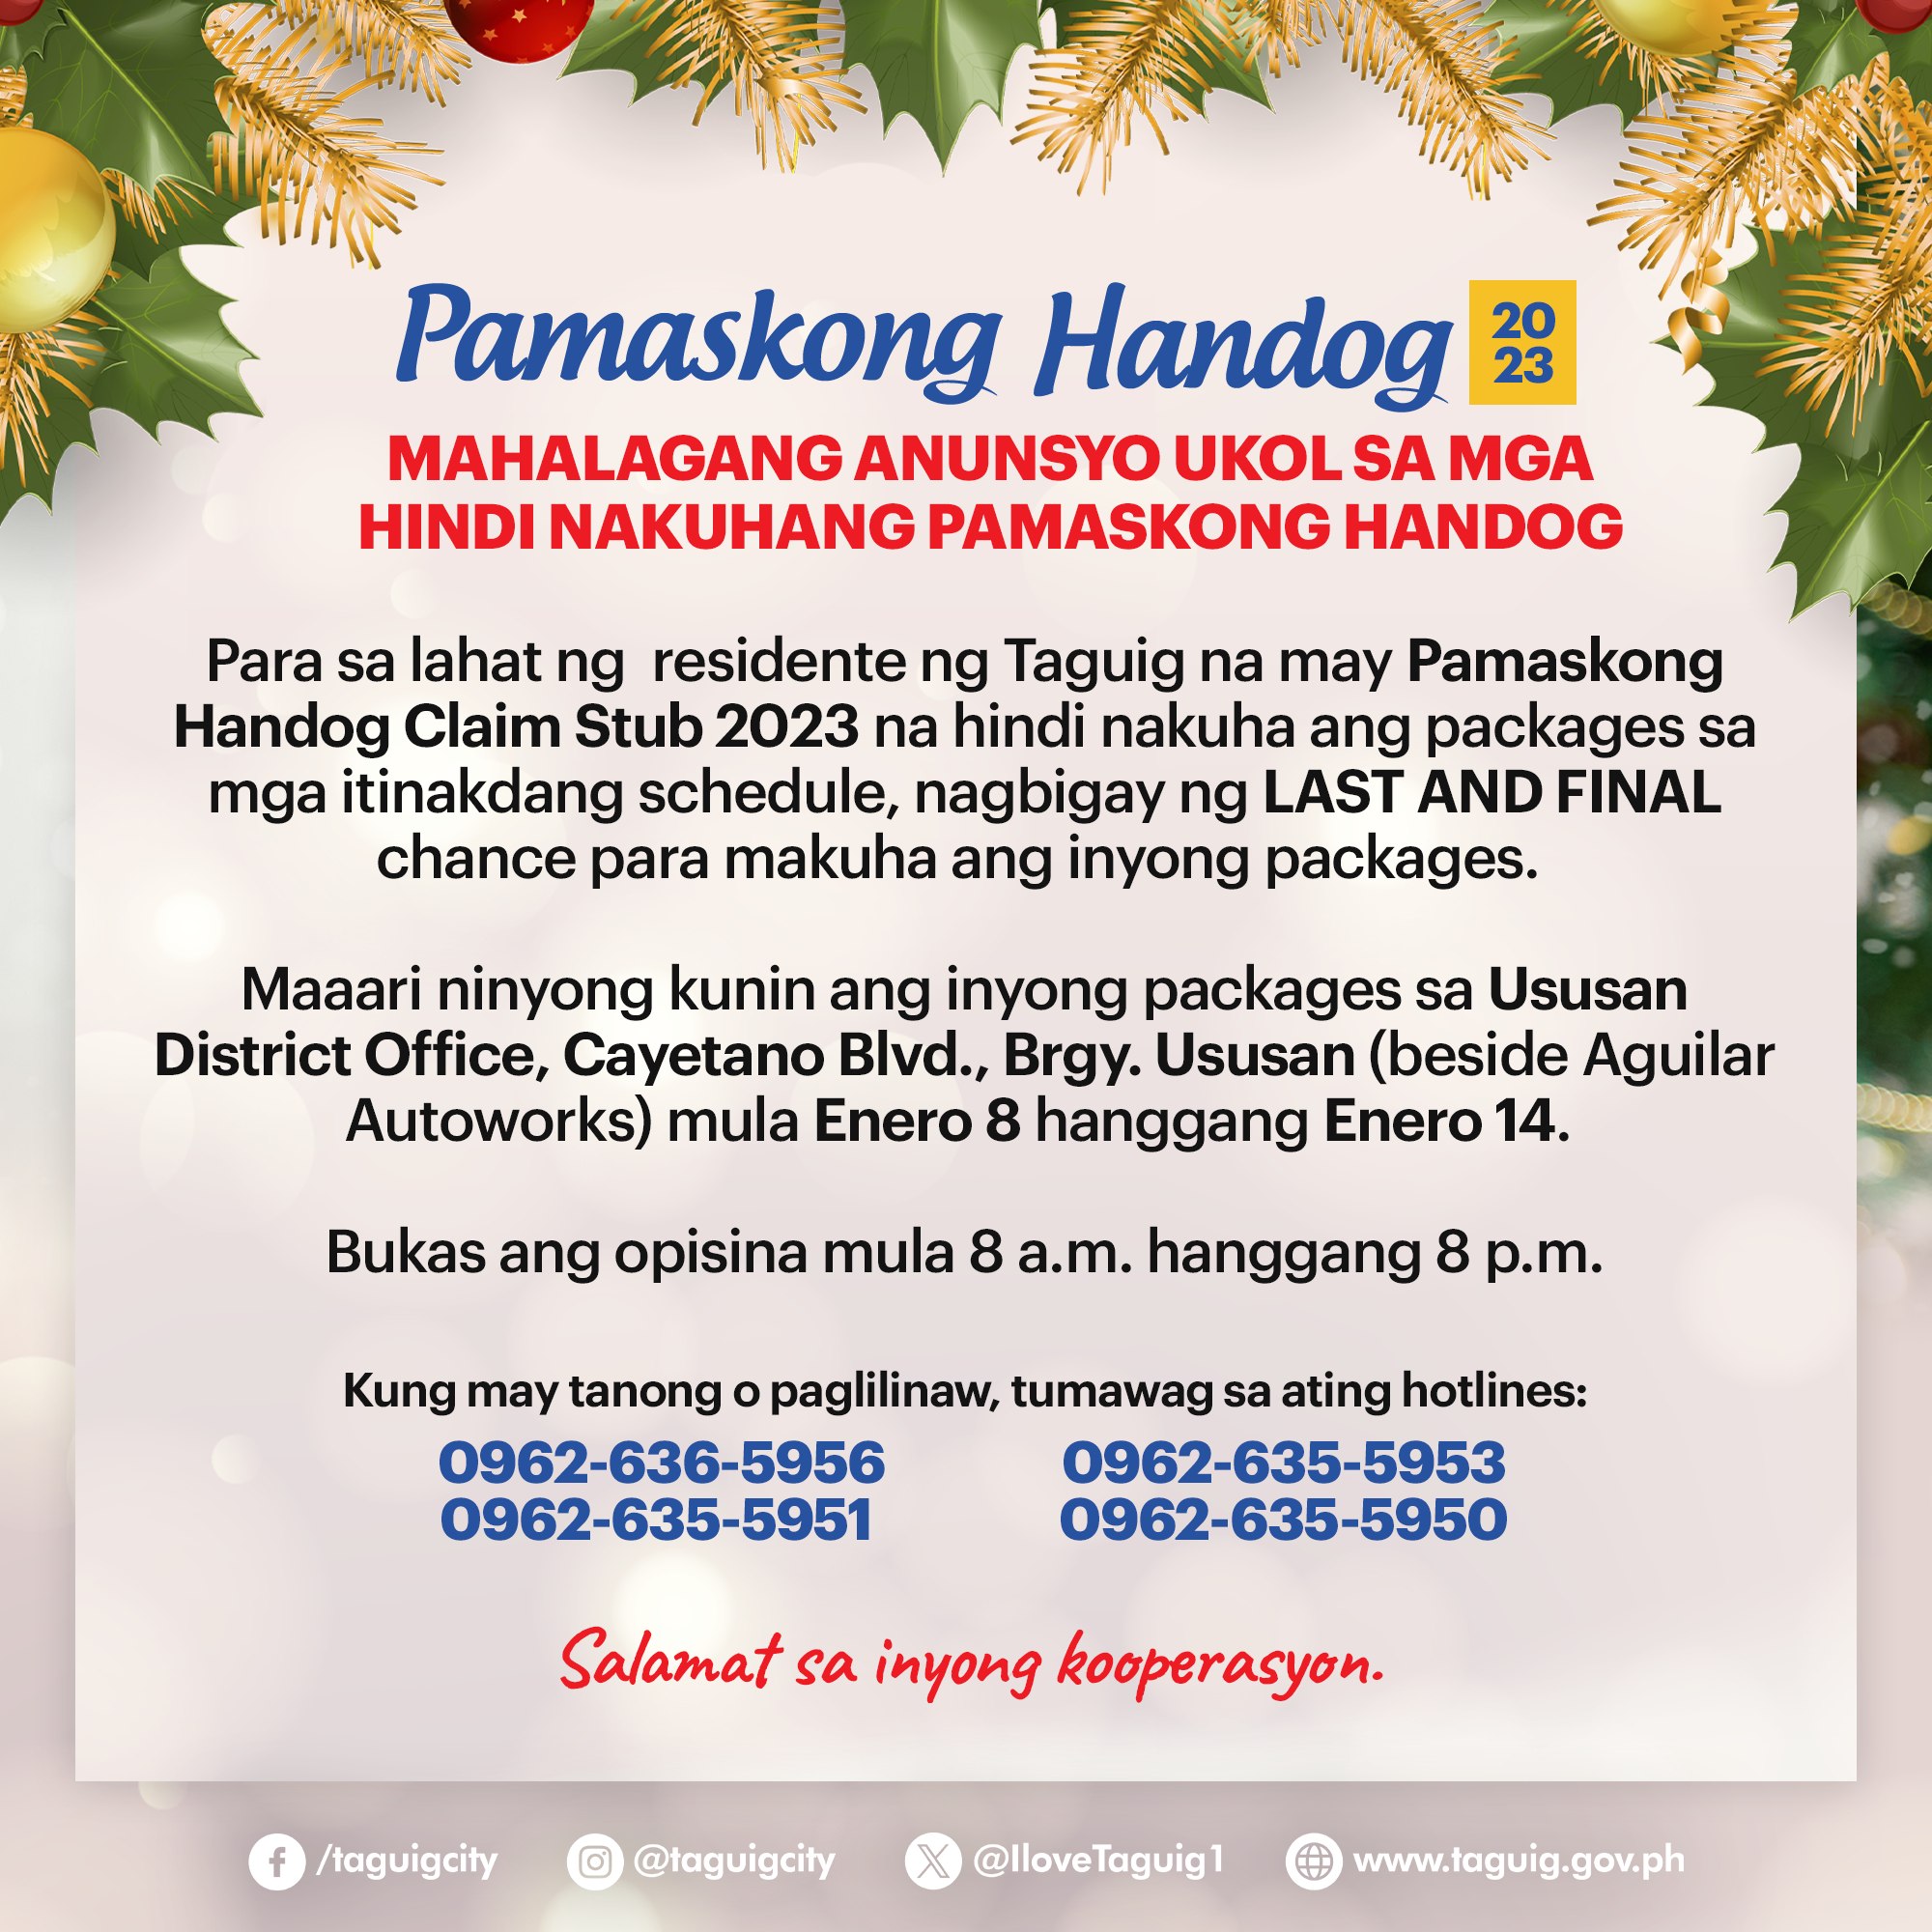 Pamaskong Handog 20
23
MAHALAGANG ANUNSYO UKOL SA MGA
HINDI NAKUHANG PAMASKONG HANDOG
Para sa lahat ng residente ng Taguig na may Pamaskong
Handog Claim Stub 2023 na hindi nakuha ang packages sa
mga itinakdang schedule, nagbigay ng LAST AND FINAL
chance para makuha ang inyong packages.
Maaari ninyong kunin ang inyong packages sa Ususan
District Office, Cayetano Blvd., Brgy. Ususan (beside Aguilar
Autoworks) mula Enero 8 hanggang Enero 14.
Bukas ang opisina mula 8 a.m. hanggang 8 p.m.
Kung may tanong o paglilinaw, tumawag sa ating hotlines:
0962-636-5956 0962-635-5953
0962-635-5951 0962-635-5950
Salamat sa inyong kooperasyon.
/taguigcity @taguigcity @IloveTaguig1 www.taguig.gov.ph